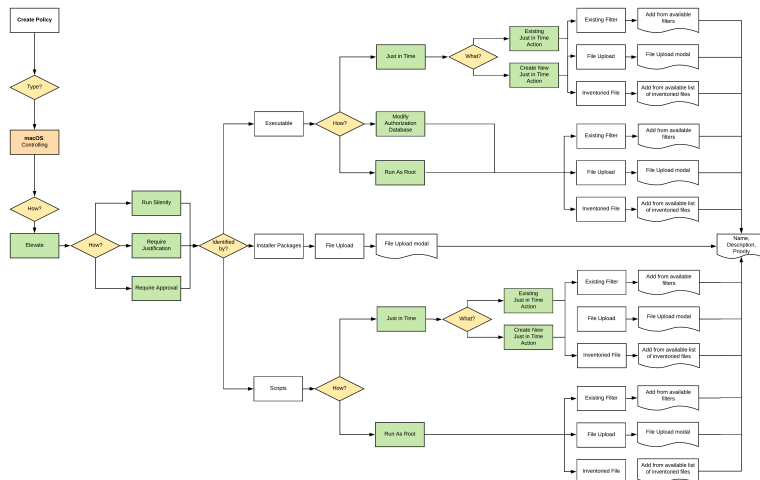 Create Policy
Type?
macOS:
Controlling
How?
Elevate
How?
Run Silently
Require
Justification
Require Approval
Identified
by?
Executable
How?
Just in Time
What?
Existing
Just in Time
Action
Create New
Just in Time
Action
Existing Filter
Add from available
filters
File Upload
File Upload modal
Inventoried File
Add from available list
of inventoried files
Modify
Authorization
Database
Run As Root
Existing Filter
Add from available
filters
File Upload
File Upload modal
Inventoried File
Add from available list
of inventoried files
Installer Packages
File Upload
File Upload modal
Name,
Description,
Priority
Scripts
How?
Just in Time
What?
Existing
Just in Time
Action
Create New
Just in Time
Action
Existing Filter
Add from available
filters
File Upload
File Upload modal
Inventoried File
Add from available list
of inventoried files
Run As Root
Existing Filter
Add from available
filters
File Upload
File Upload modal
Inventoried File
Add from available list
of inventoried files